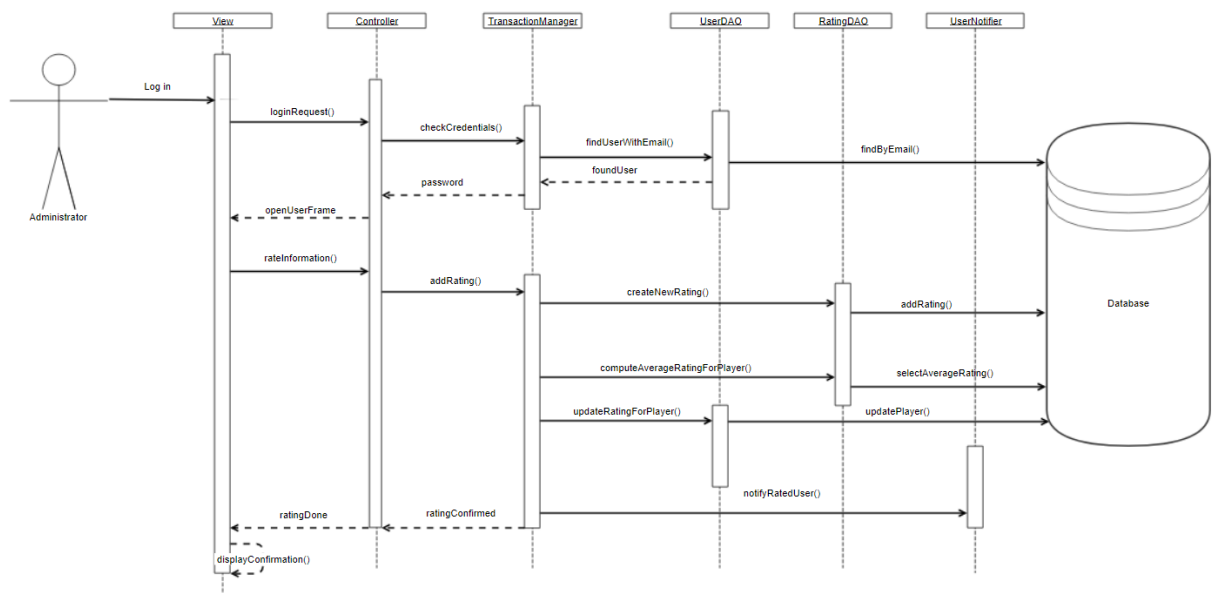 View
Controller
TransactionManager
UserDAO
RatingDAO
UserNotifier
Log in
loginRequest()
checkCredentials()
findUserWithEmail()
findByEmail()
foundUser
password
openUserFrame
Administrator
rateInformation()
addRating()
createNewRating()
addRating()
Database
computeAverageRatingForPlayer()
selectAverageRating()
updateRatingForPlayer()
updatePlayer()
notifyRatedUser()
ratingConfirmed
ratingDone
displayConfirmation()